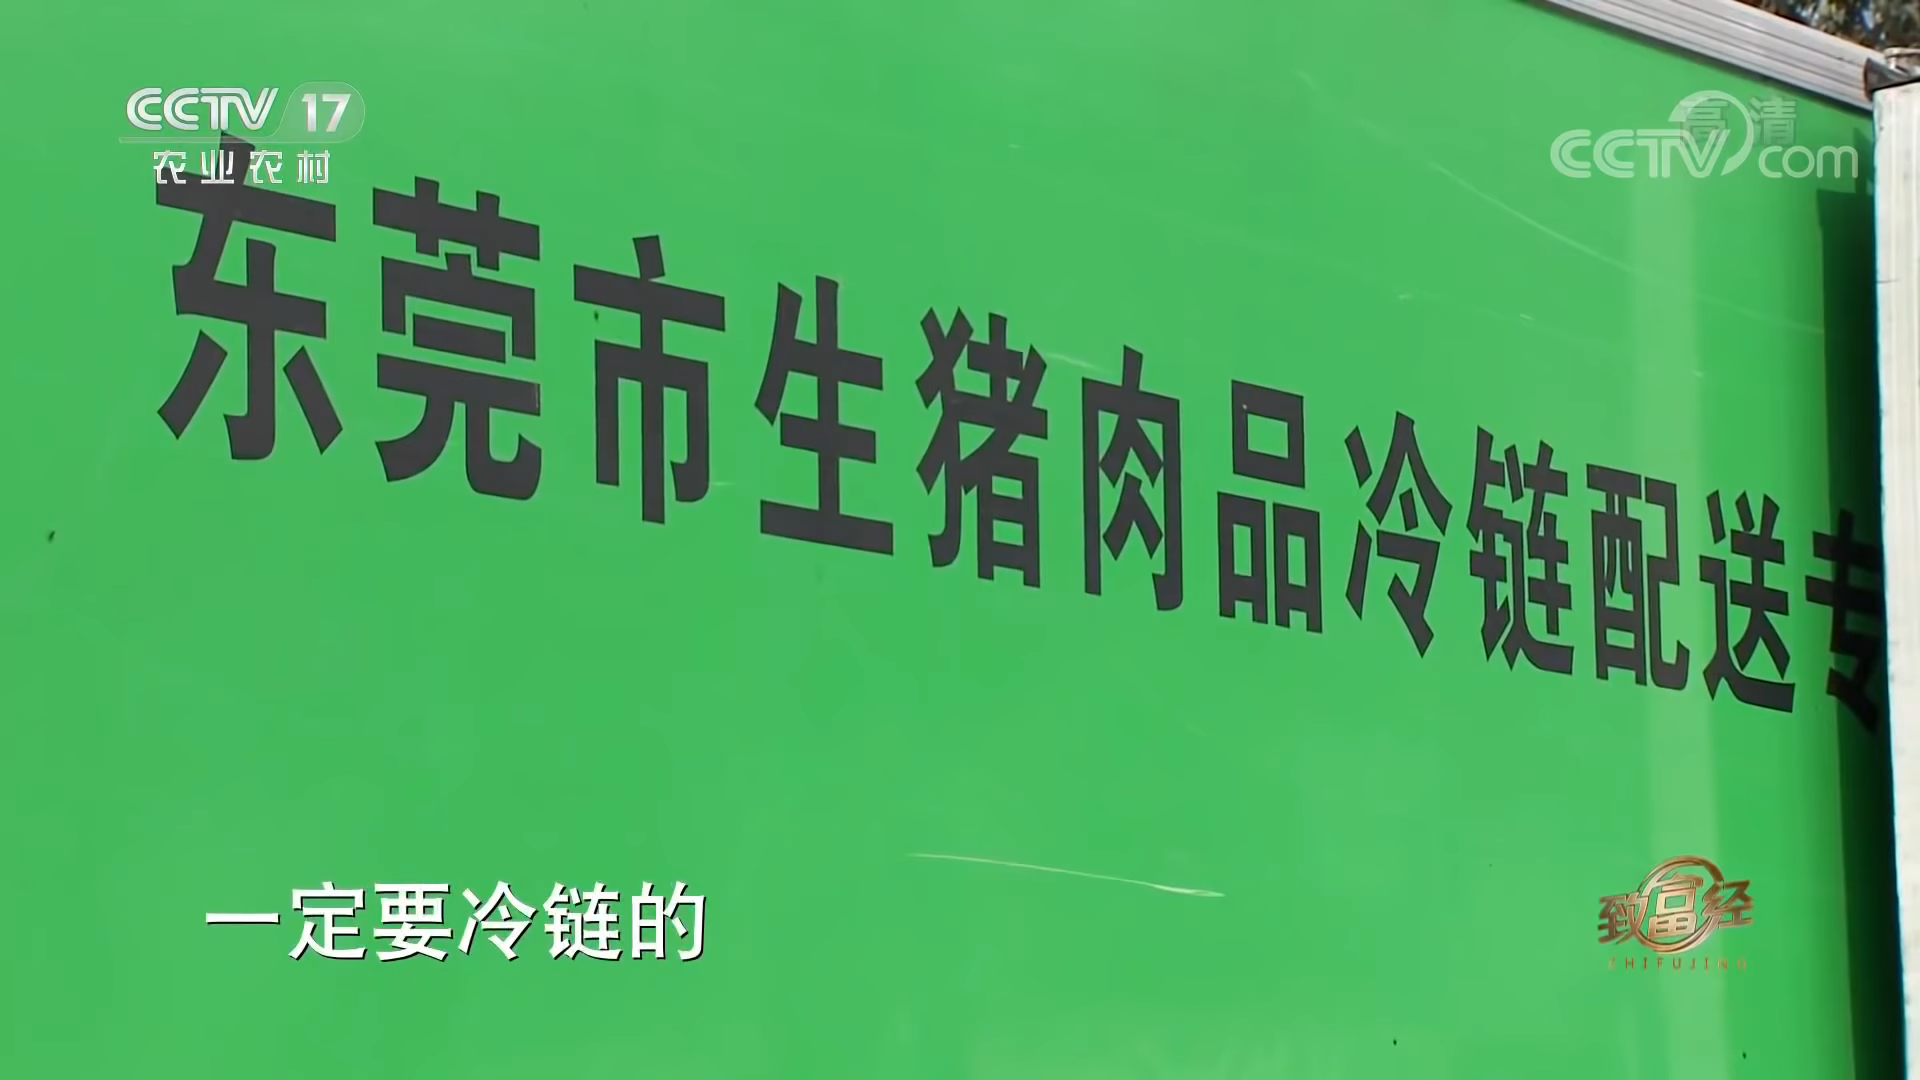 CCTV 17
农业农村
高清
CCTV.com
东莞市生猪肉品冷链配送专
一定要冷链的
致富经
ZHIFUJING